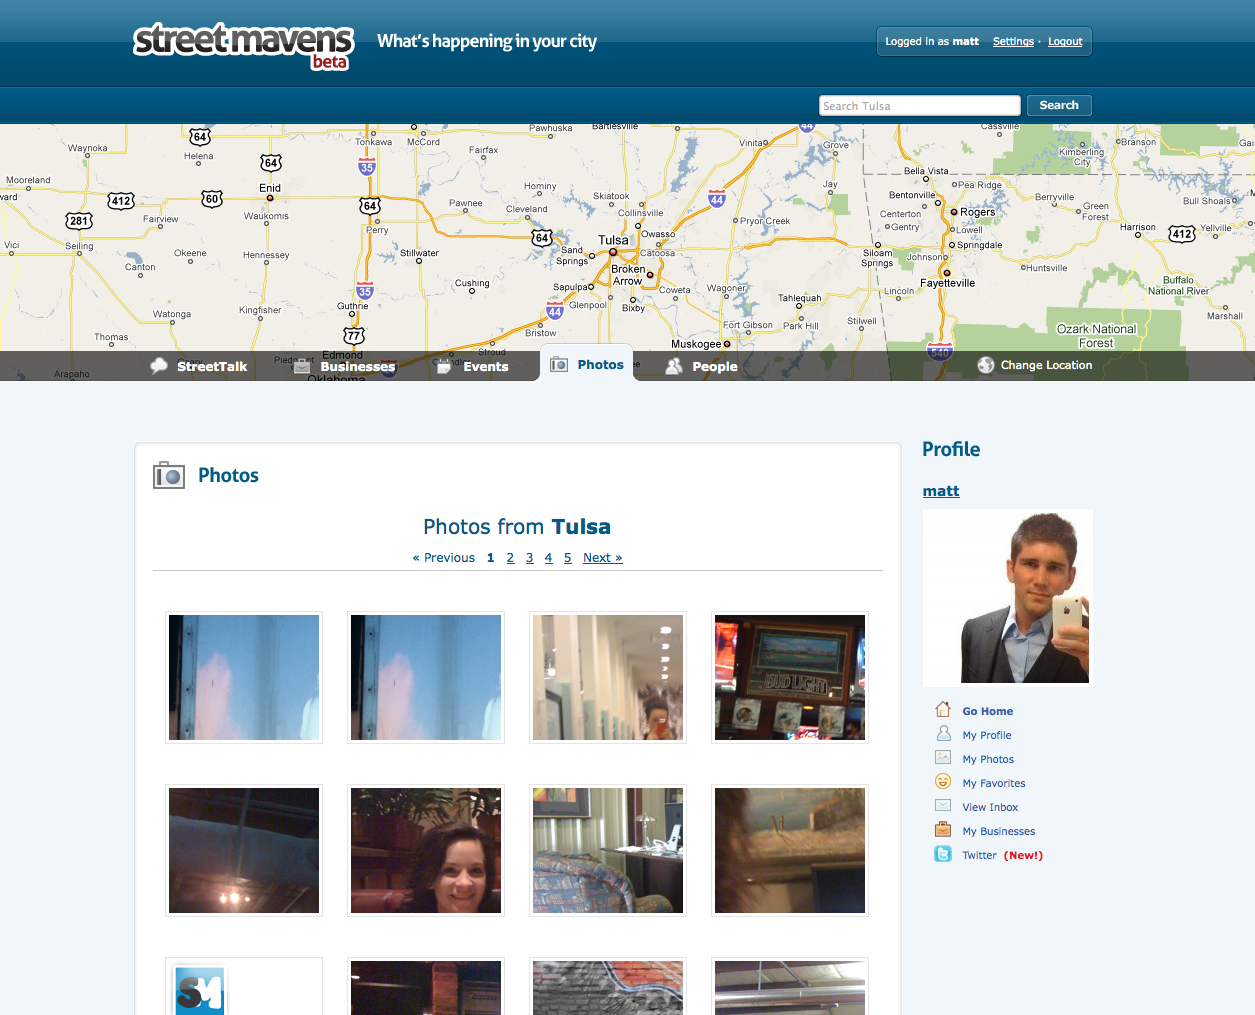 street mavens
beta
What's happening in your city
Logged in as matt Settings · Logout
Search Tulsa Search
64
Waynoka
Helena
Tonkawa McCord
Pawhuska
Bartlesville
44
Vinita
Grove
Cassville
Kimberling
City
Branson
Fairfax
35
64
Mooreland
412
60
Enid
Waukomis
281
Fairview
64
Perry
Pawnee
Hominy
Cleveland
Skiatook
Collinsville
44
Jay
Pryor Creek
Bella Vista
Pea Ridge
Bentonville
Centerton
Rogers
Gentry
Lowell
Berryville
Green
Forest
Harrison
412
Bull Shoals
Yellville
Vici
Seiling
Okeene
Hennessey
Canton
Stillwater
64
Tulsa
Owasso
Catoosa
Sand
Springs
Broken
Arrow
Siloam
Springs
Springdale
Johnson
Fayetteville
Huntsville
Buffalo
National River
Cushing
Sapulpa
Glenpool
Bixby
Coweta
Wagoner
Tahlequah
Lincoln
35
Guthrie
Kingfisher
Watonga
77
44
Bristow
Fort Gibson
Park Hill
Stilwell
Marshall
Ozark National
Forest
Thomas
Edmond
Stroud
Muskogee
540
Arapaho
Oklahoma
StreetTalk Businesses Events Photos People Change Location
Photos
Photos from Tulsa
« Previous 1 2 3 4 5 Next »
BUD LIGHT
SM
Profile
matt
Go Home
My Profile
My Photos
My Favorites
View Inbox
My Businesses
Twitter (New!)